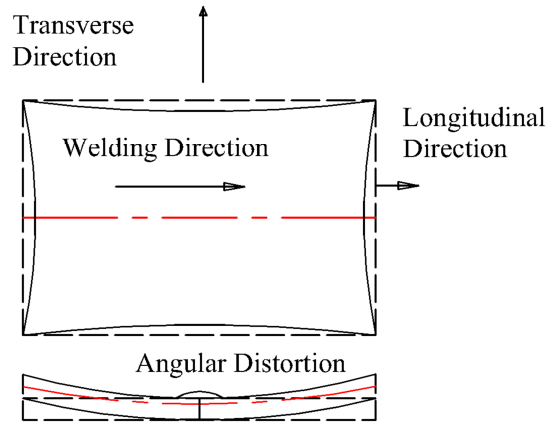 Transverse
Direction
Longitudinal
Direction
Welding Direction
Angular Distortion